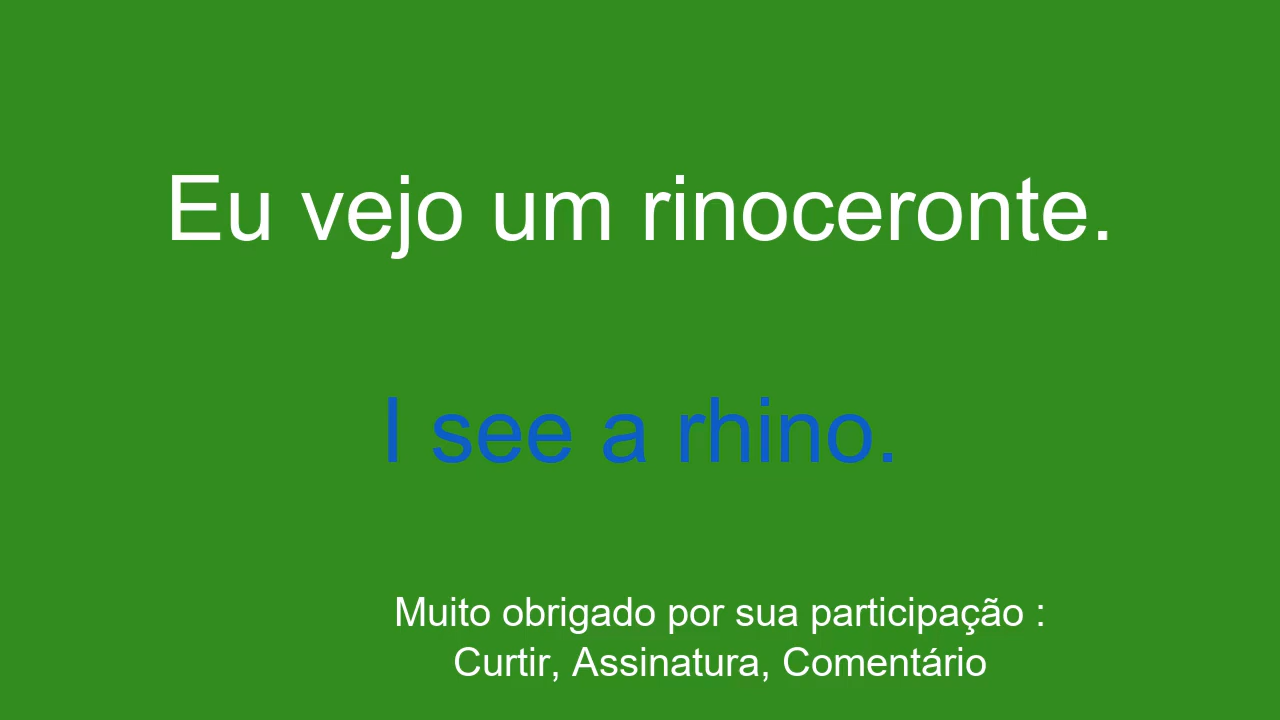 Eu vejo um rinoceronte.
I see a rhino.
Muito obrigado por sua participação :
Curtir, Assinatura, Comentário